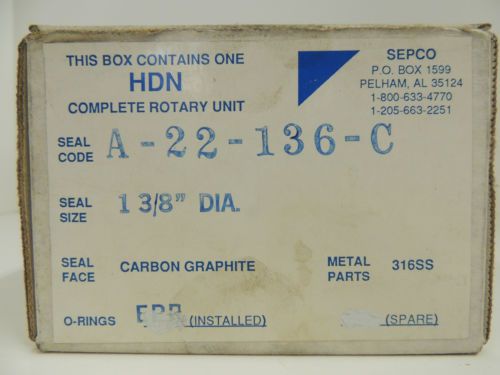 THIS BOX CONTAINS ONE
HDN
COMPLETE ROTARY UNIT
SEPCO
P.O. BOX 1599
PELHAM, AL 35124
1-800-633-4770
1-205-663-2251
SEAL CODE A-22-136-C
SEAL SIZE 1 3/8" DIA.
SEAL FACE CARBON GRAPHITE
METAL PARTS 316SS
O-RINGS (INSTALLED) (SPARE)